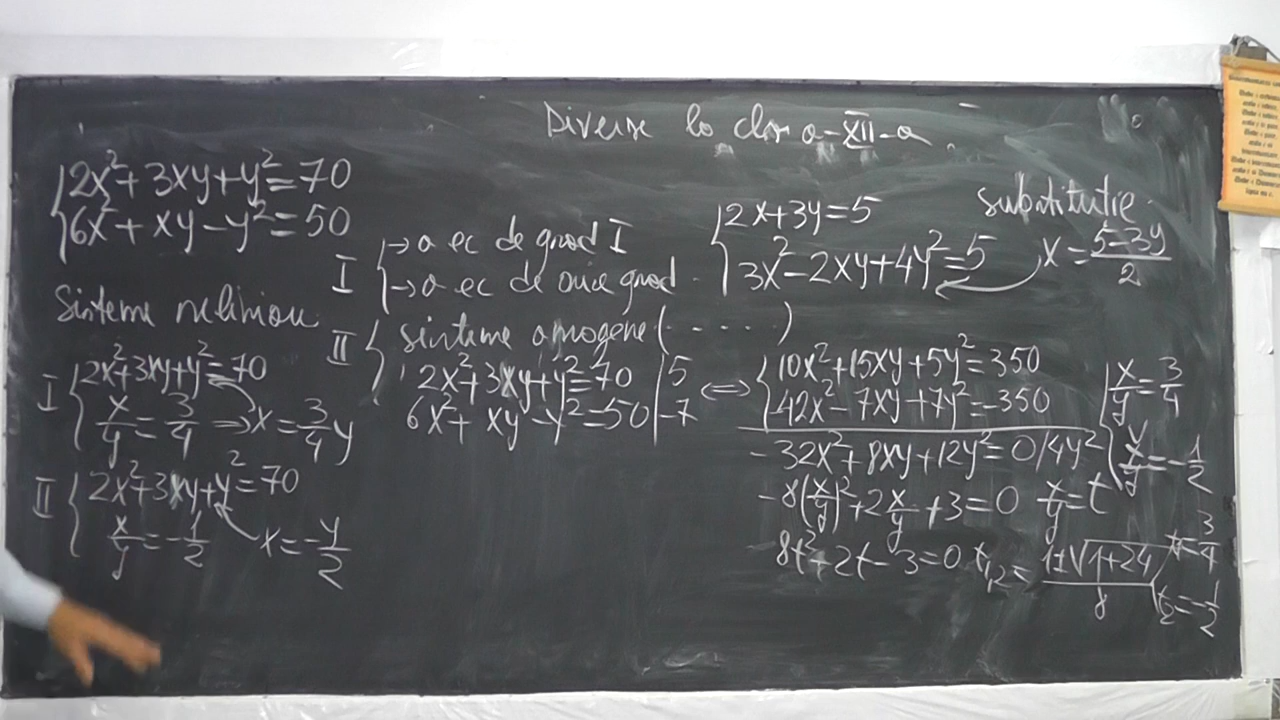 Diverse la clasa a-XII-a
2x²+3xy+y²=70
6x²+xy-y²=50
Sisteme neliniare
I
2x²+3xy+y²=70
x/y=3/4 ⇒ x=3/4 y
II
2x²+3xy+y²=70
x/y=-1/2 x=-y/2
I
→ o ec de grad I
→ o ec de orice grad
II
sisteme omogene (.....)
2x²+3xy+y²=70 | 5
6x²+xy-y²=50 | -7
2x+3y=5
3x²-2xy+4y²=5
substitutie
x=(5-3y)/2
⇔
10x²+15xy+5y²=350
42x²-7xy+7y²=-350
-32x²+8xy+12y²=0 /4y²
-8(x/y)²+2x/y+3=0 x/y=t
8t²+2t-3=0 t₁,₂=(1±√(1+24))/8
t₁=3/4
t₂=-1/2
x/y=3/4
x/y=-1/2